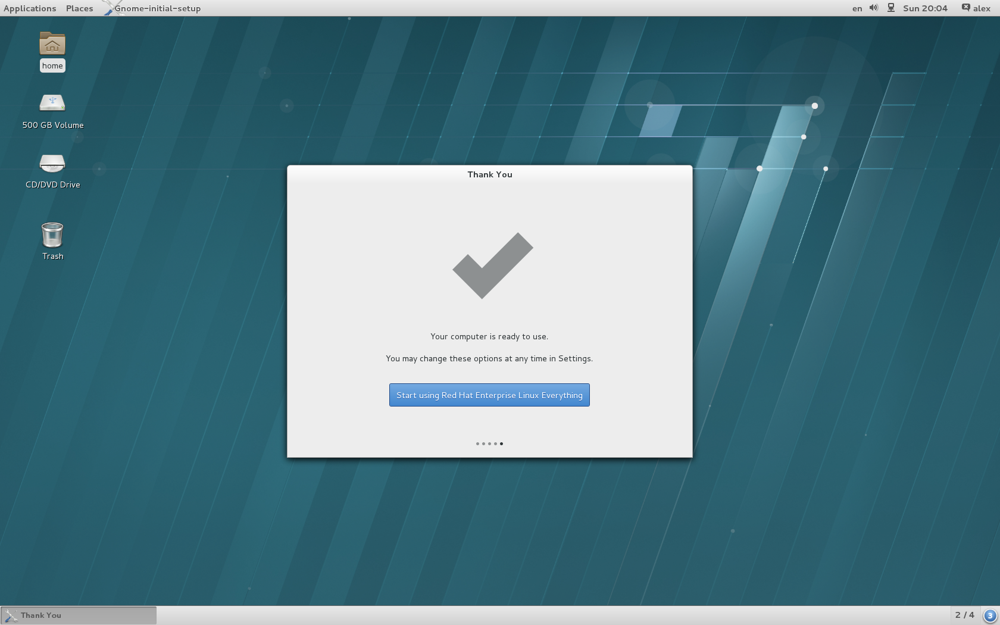 Applications Places Gnome-initial-setup en Sun 20:04 alex
home
500 GB Volume
CD/DVD Drive
Trash
Thank You
Your computer is ready to use.
You may change these options at any time in Settings.
Start using Red Hat Enterprise Linux Everything
Thank You 2 / 4 3